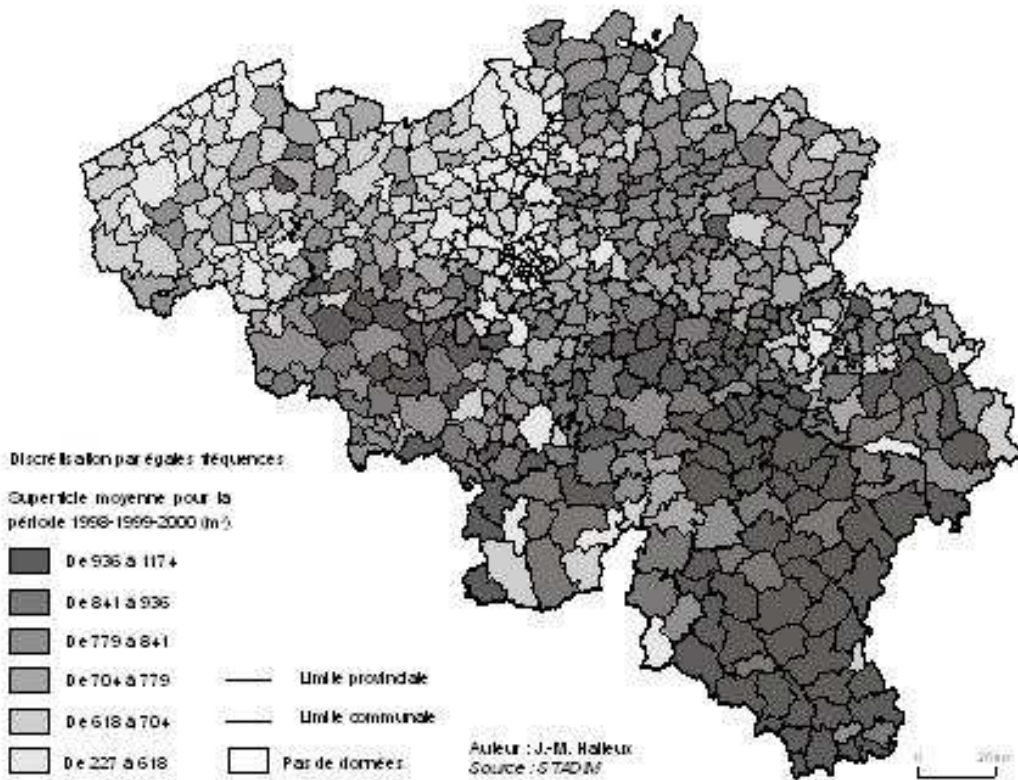 Discrétisation par égales fréquences
Superficie moyenne pour la
période 1998-1999-2000 (m²).
De 936 à 1174
De 841 à 936
De 779 à 841
De 704 à 779
De 618 à 704
De 227 à 618
Limite provinciale
Limite communale
Pas de données
Auteur : J.-M. Halleux
Source : STADIM
0 20 km